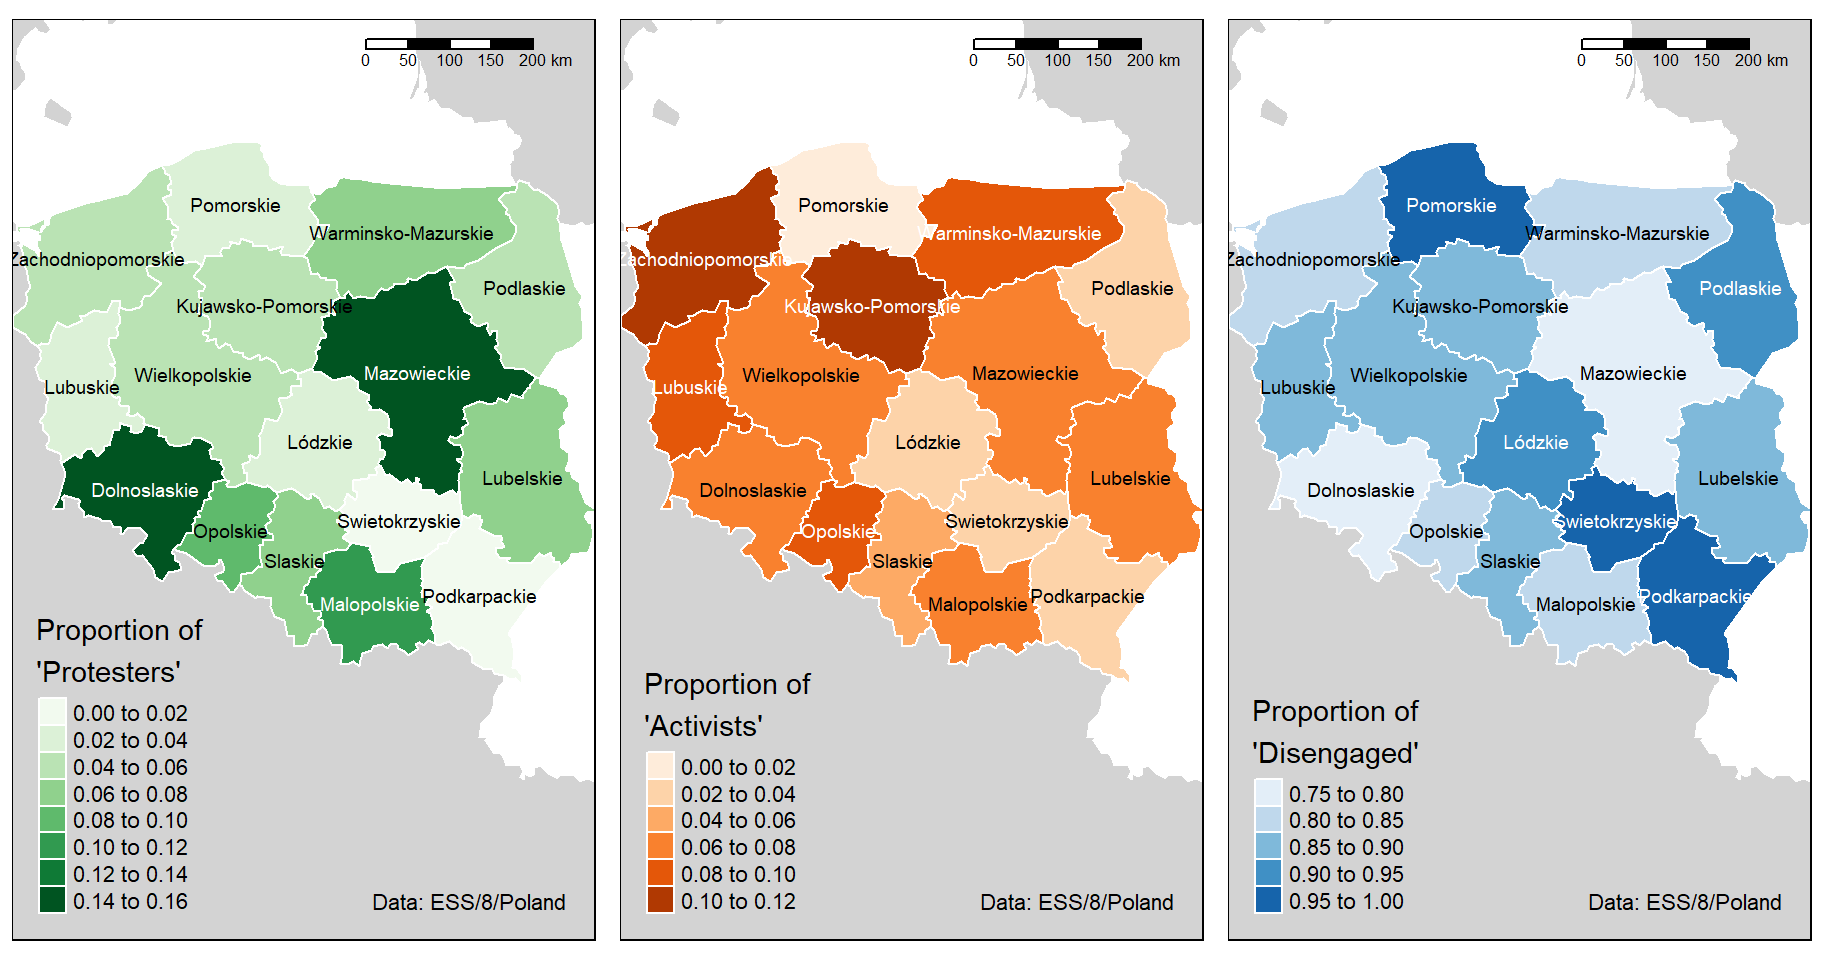 0 50 100 150 200 km
Pomorskie
Warminsko-Mazurskie
Zachodniopomorskie
Podlaskie
Kujawsko-Pomorskie
Mazowieckie
Wielkopolskie
Lubuskie
Lódzkie
Lubelskie
Dolnoslaskie
Swietokrzyskie
Opolskie
Slaskie
Podkarpackie
Malopolskie
Proportion of
'Protesters'
0.00 to 0.02
0.02 to 0.04
0.04 to 0.06
0.06 to 0.08
0.08 to 0.10
0.10 to 0.12
0.12 to 0.14
0.14 to 0.16
Data: ESS/8/Poland
0 50 100 150 200 km
Pomorskie
Warminsko-Mazurskie
Zachodniopomorskie
Podlaskie
Kujawsko-Pomorskie
Mazowieckie
Wielkopolskie
Lubuskie
Lódzkie
Lubelskie
Dolnoslaskie
Swietokrzyskie
Opolskie
Slaskie
Podkarpackie
Malopolskie
Proportion of
'Activists'
0.00 to 0.02
0.02 to 0.04
0.04 to 0.06
0.06 to 0.08
0.08 to 0.10
0.10 to 0.12
Data: ESS/8/Poland
0 50 100 150 200 km
Pomorskie
Warminsko-Mazurskie
Zachodniopomorskie
Podlaskie
Kujawsko-Pomorskie
Mazowieckie
Wielkopolskie
Lubuskie
Lódzkie
Lubelskie
Dolnoslaskie
Swietokrzyskie
Opolskie
Slaskie
Podkarpackie
Malopolskie
Proportion of
'Disengaged'
0.75 to 0.80
0.80 to 0.85
0.85 to 0.90
0.90 to 0.95
0.95 to 1.00
Data: ESS/8/Poland